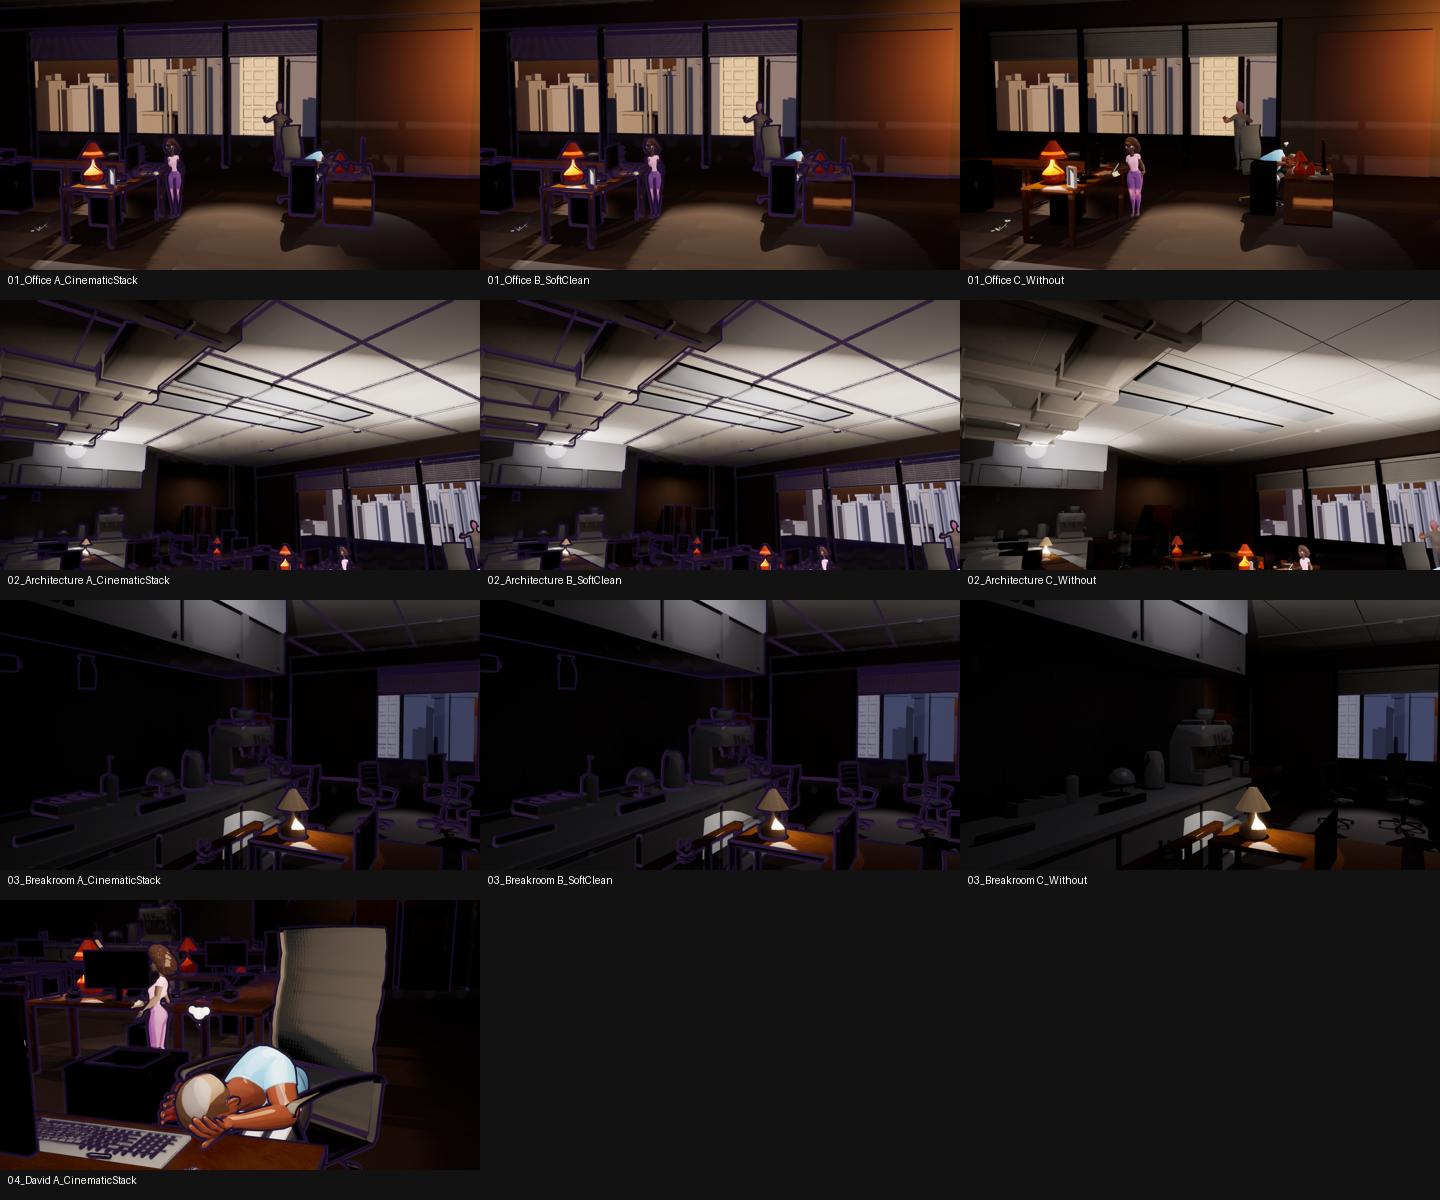 01_Office A_CinematicStack
01_Office B_SoftClean
01_Office C_Without
02_Architecture A_CinematicStack
02_Architecture B_SoftClean
02_Architecture C_Without
03_Breakroom A_CinematicStack
03_Breakroom B_SoftClean
03_Breakroom C_Without
04_David A_CinematicStack